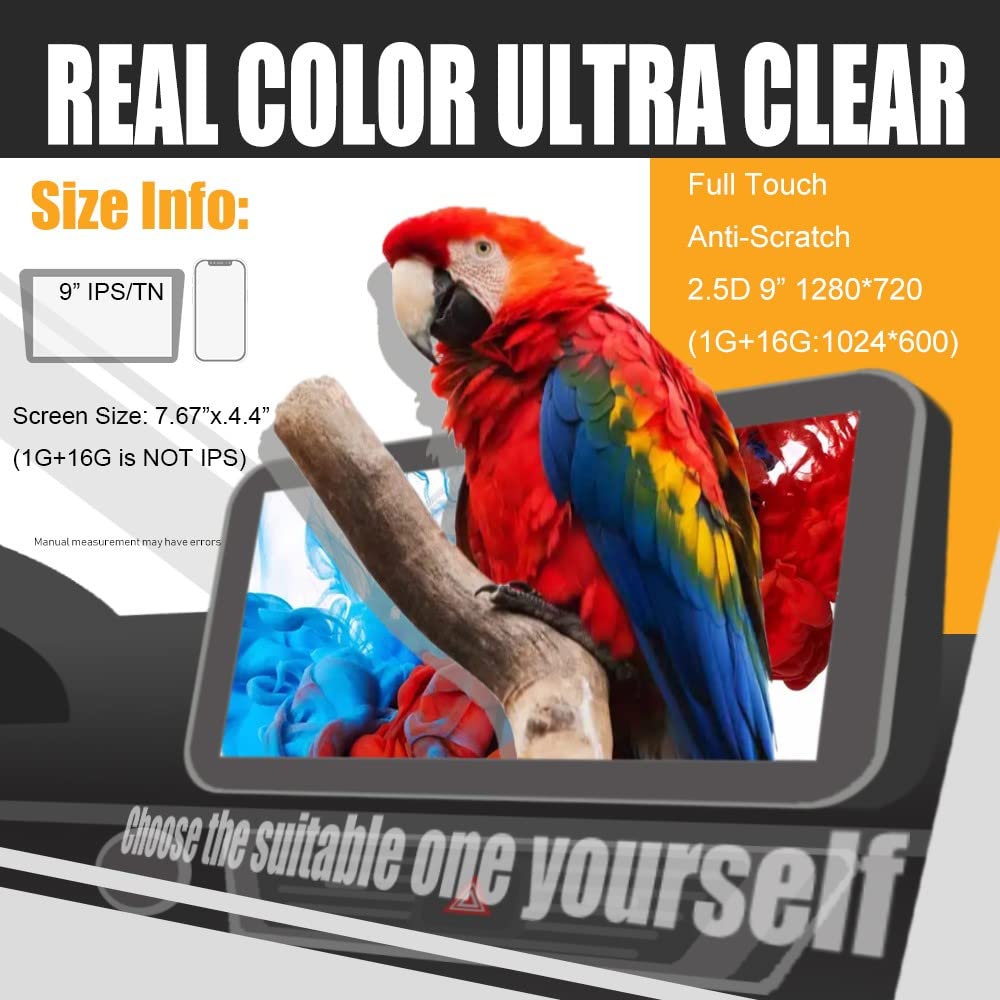 REAL COLOR ULTRA CLEAR
Size Info:
9” IPS/TN
Screen Size: 7.67”x.4.4”
(1G+16G is NOT IPS)
Manual measurement may have errors
Full Touch
Anti-Scratch
2.5D 9” 1280*720
(1G+16G:1024*600)
Choose the suitable one yourself